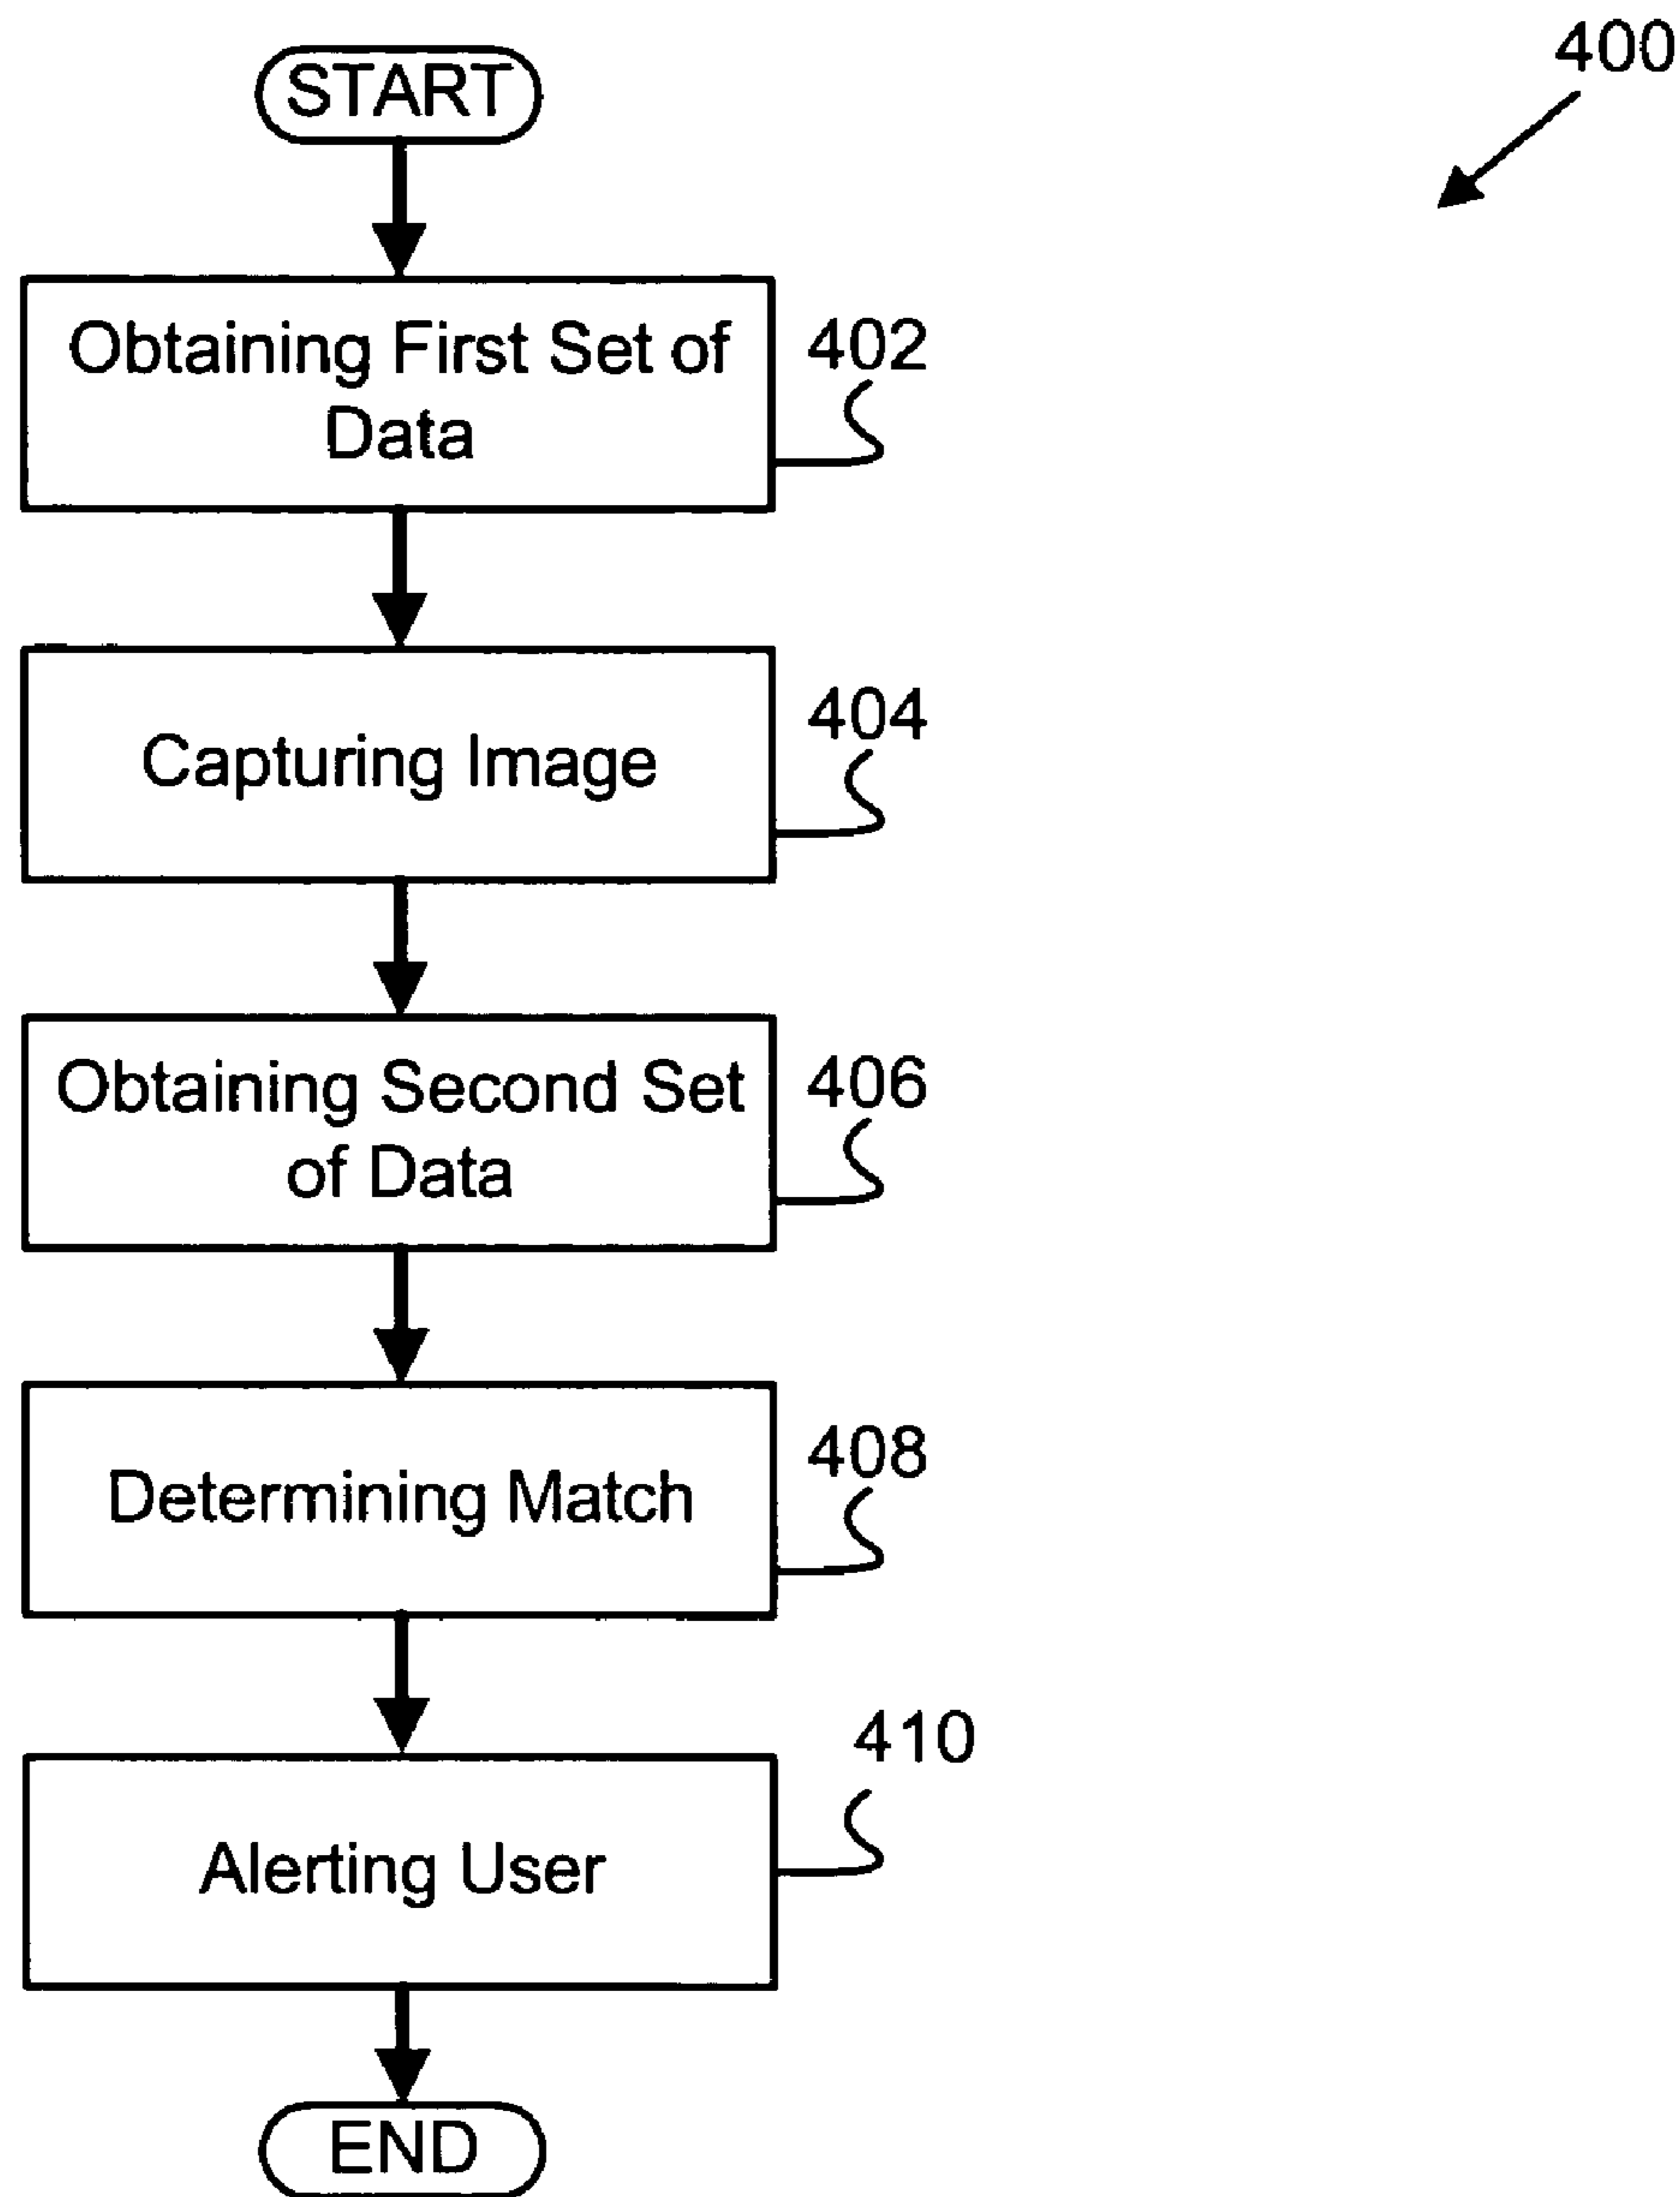 400
START
Obtaining First Set of
Data
402
Capturing Image
404
Obtaining Second Set
of Data
406
Determining Match
408
Alerting User
410
END